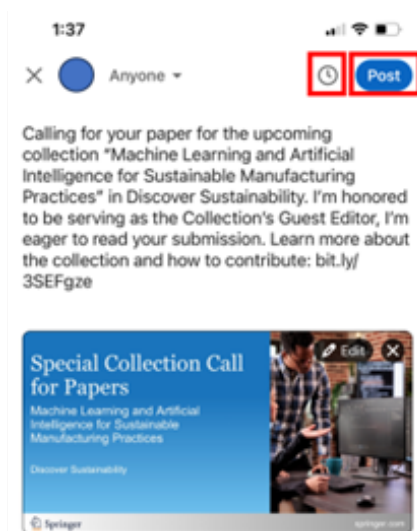 1:37
Anyone
Post
Calling for your paper for the upcoming
collection "Machine Learning and Artificial
Intelligence for Sustainable Manufacturing
Practices" in Discover Sustainability. I'm honored
to be serving as the Collection's Guest Editor, I'm
eager to read your submission. Learn more about
the collection and how to contribute: bit.ly/
3SEFgze
Edit
Special Collection Call
for Papers
Machine Learning and Artificial
Intelligence for Sustainable
Manufacturing Practices
Discover Sustainability
Springer
springer.com